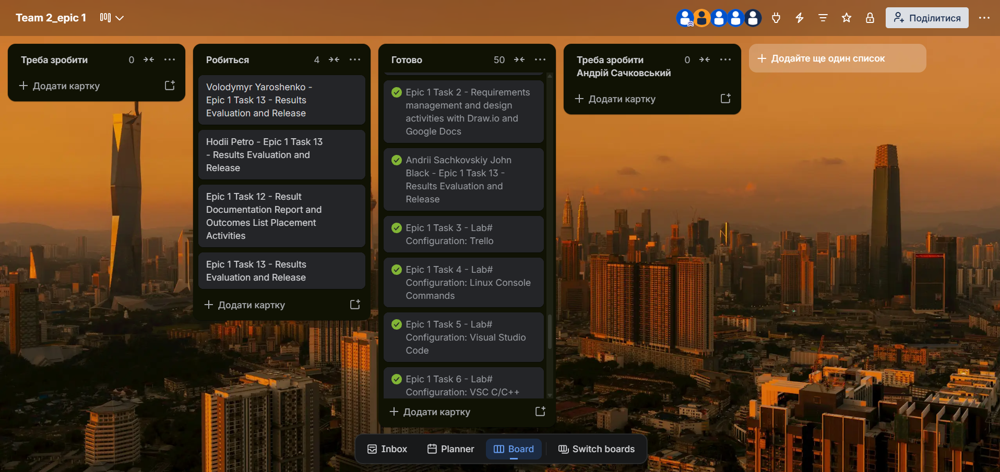 Team 2_epic 1
Поділитися
Треба зробити
0
Додати картку
Робиться
4
Volodymyr Yaroshenko -
Epic 1 Task 13 - Results
Evaluation and Release
Hodii Petro - Epic 1 Task 13
- Results Evaluation and
Release
Epic 1 Task 12 - Result
Documentation Report and
Outcomes List Placement
Activities
Epic 1 Task 13 - Results
Evaluation and Release
Додати картку
Готово
50
Epic 1 Task 2 - Requirements
management and design
activities with Draw.io and
Google Docs
Andrii Sachkovskiy John
Black - Epic 1 Task 13 -
Results Evaluation and
Release
Epic 1 Task 3 - Lab#
Configuration: Trello
Epic 1 Task 4 - Lab#
Configuration: Linux Console
Commands
Epic 1 Task 5 - Lab#
Configuration: Visual Studio
Code
Epic 1 Task 6 - Lab#
Configuration: VSC C/C++
Додати картку
Треба зробити
Андрій Сачковський
0
Додати картку
Додайте ще один список
Inbox
Planner
Board
Switch boards